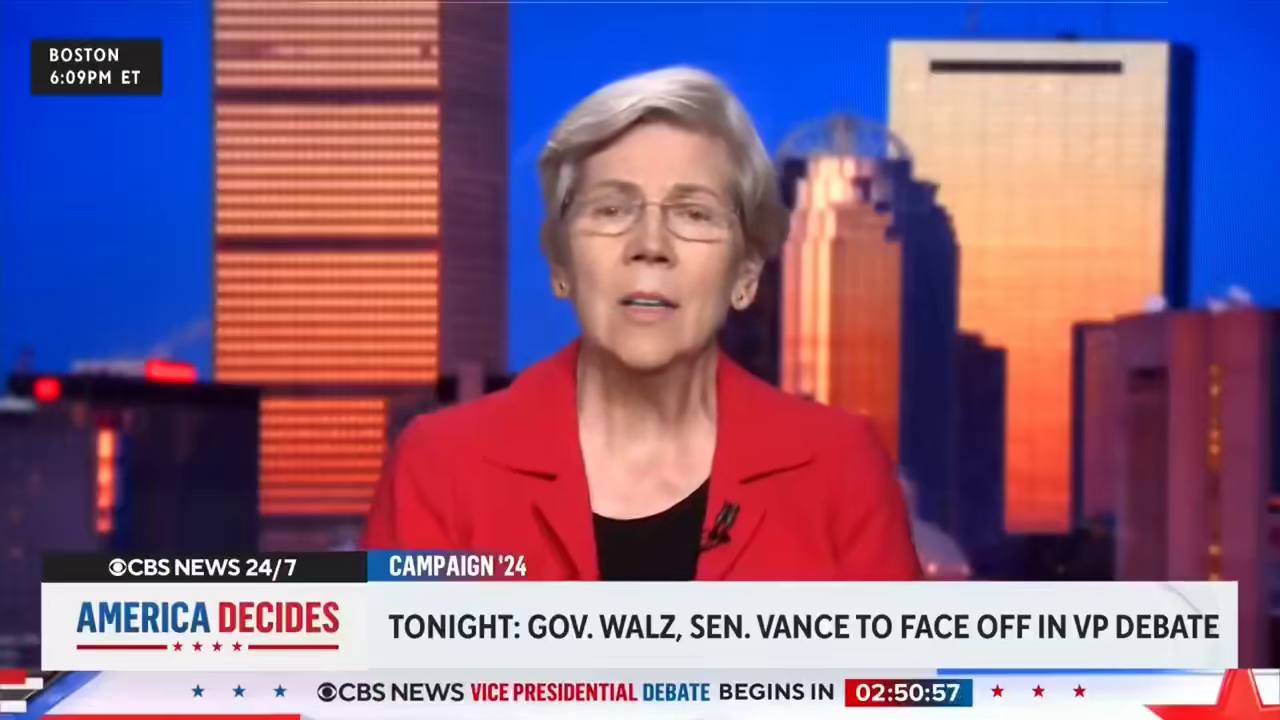 BOSTON
6:09PM ET
CBS NEWS 24/7
CAMPAIGN '24
AMERICA DECIDES
TONIGHT: GOV. WALZ, SEN. VANCE TO FACE OFF IN VP DEBATE
CBS NEWS VICE PRESIDENTIAL DEBATE BEGINS IN 02:50:57